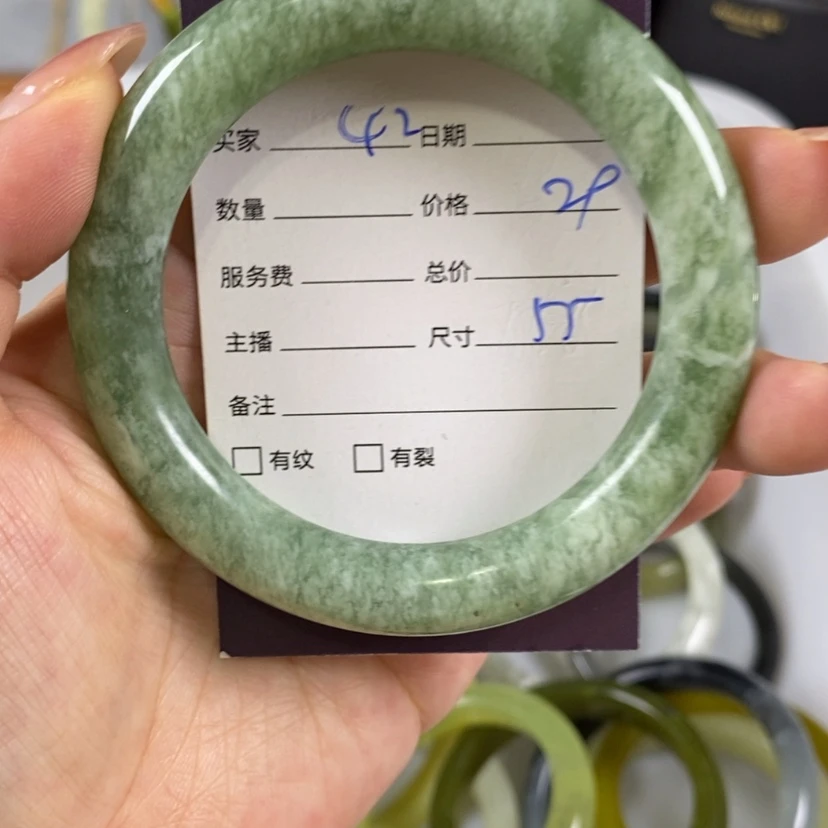 买家 42 日期
数量 价格 28
服务费 总价
主播 尺寸 55
备注
有纹 有裂